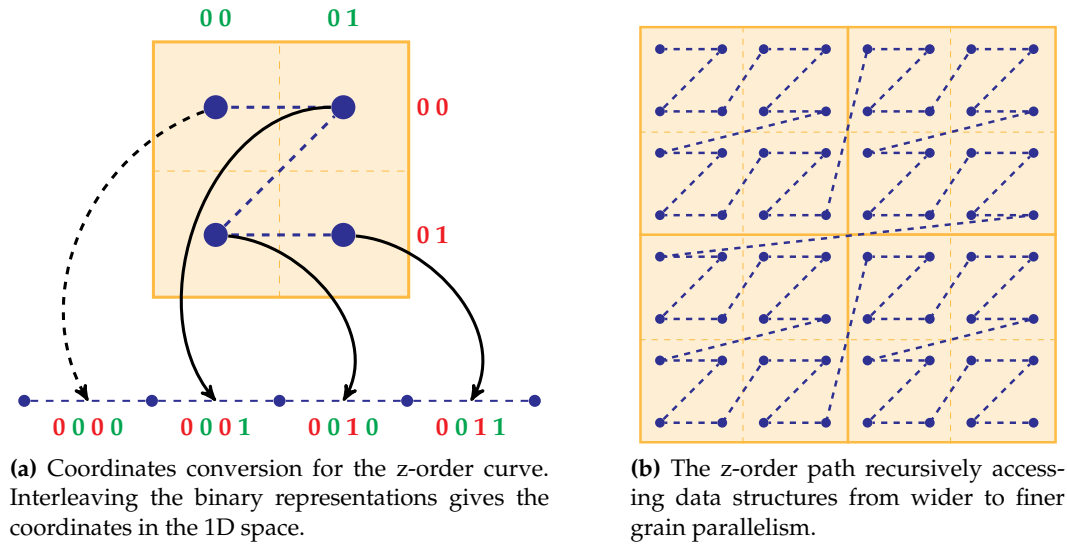 0 0 0 1
0 0
0 1
0 0 0 0 0 0 0 1 0 0 1 0 0 0 1 1
(a) Coordinates conversion for the z-order curve.
Interleaving the binary representations gives the
coordinates in the 1D space.
(b) The z-order path recursively access-
ing data structures from wider to finer
grain parallelism.